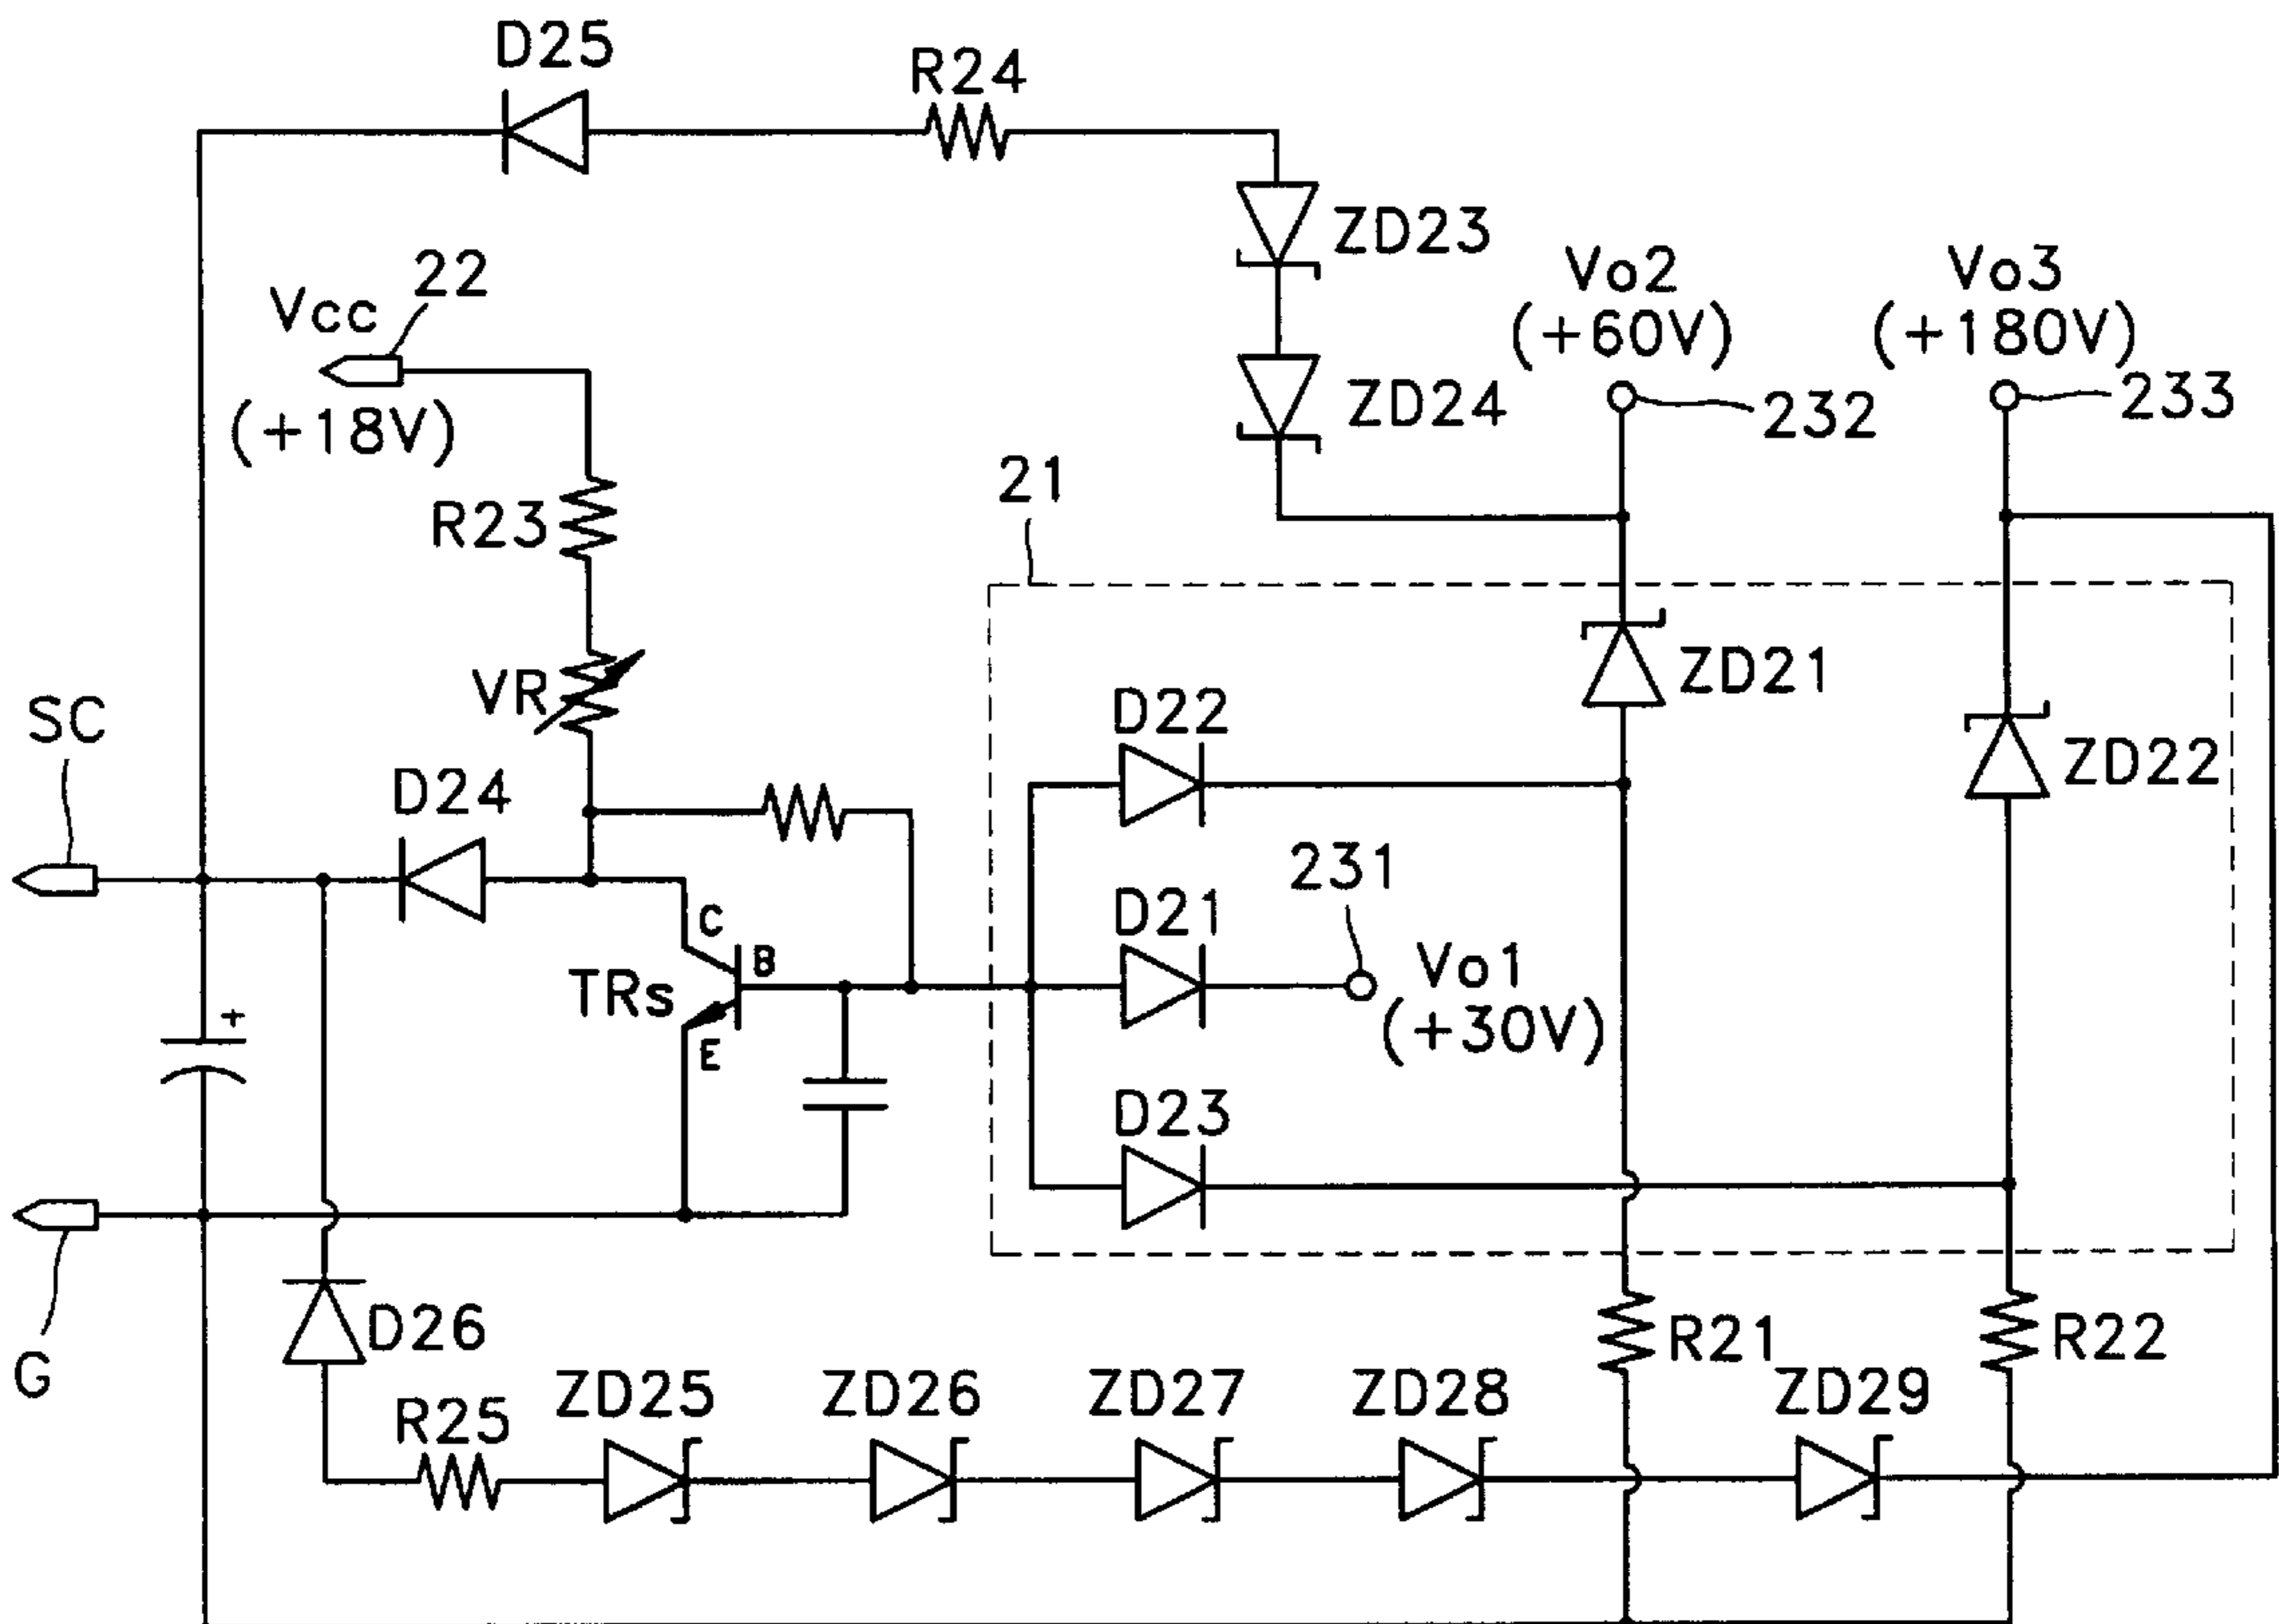 D25
R24
ZD23
Vcc
22
(+18V)
ZD24
Vo2
(+60V)
232
Vo3
(+180V)
233
21
R23
VR
ZD21
ZD22
SC
D24
D22
231
D21
Vo1
(+30V)
C
B
TRs
E
+
D23
G
D26
R21
R22
R25
ZD25
ZD26
ZD27
ZD28
ZD29